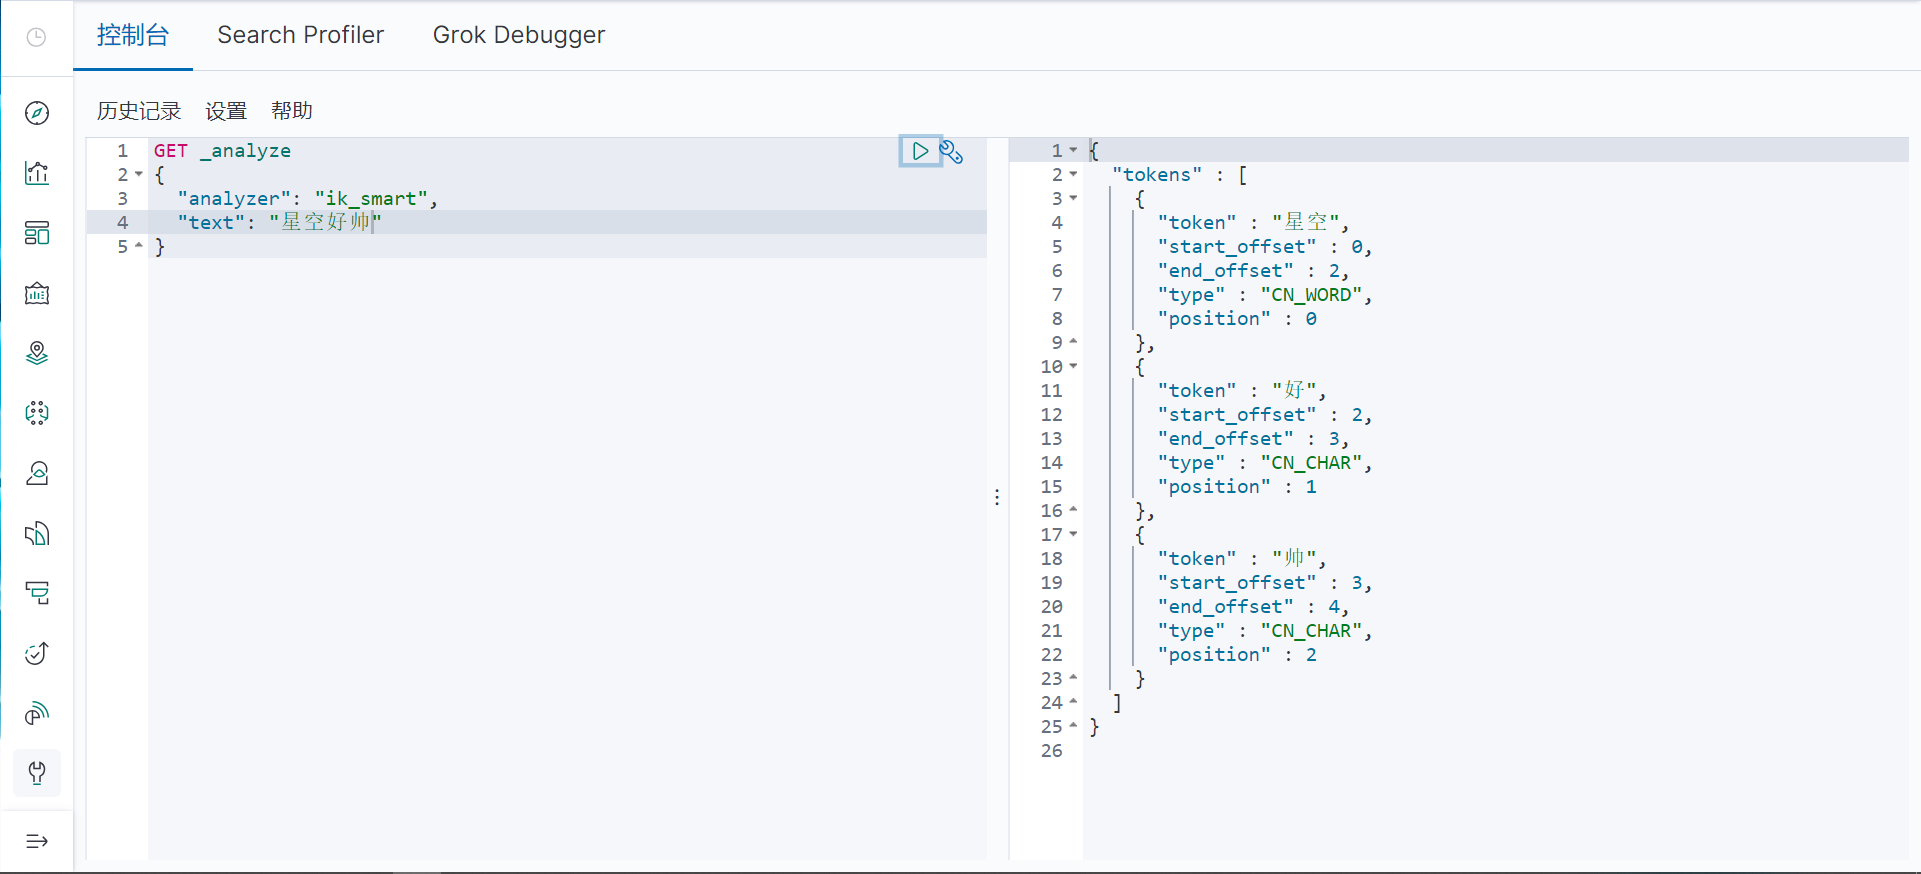 控制台 Search Profiler Grok Debugger
历史记录 设置 帮助
1 GET _analyze
2 {
3 "analyzer": "ik_smart",
4 "text": "星空好帅"
5 }
1 {
2 "tokens" : [
3 {
4 "token" : "星空",
5 "start_offset" : 0,
6 "end_offset" : 2,
7 "type" : "CN_WORD",
8 "position" : 0
9 },
10 {
11 "token" : "好",
12 "start_offset" : 2,
13 "end_offset" : 3,
14 "type" : "CN_CHAR",
15 "position" : 1
16 },
17 {
18 "token" : "帅",
19 "start_offset" : 3,
20 "end_offset" : 4,
21 "type" : "CN_CHAR",
22 "position" : 2
23 }
24 ]
25 }
26